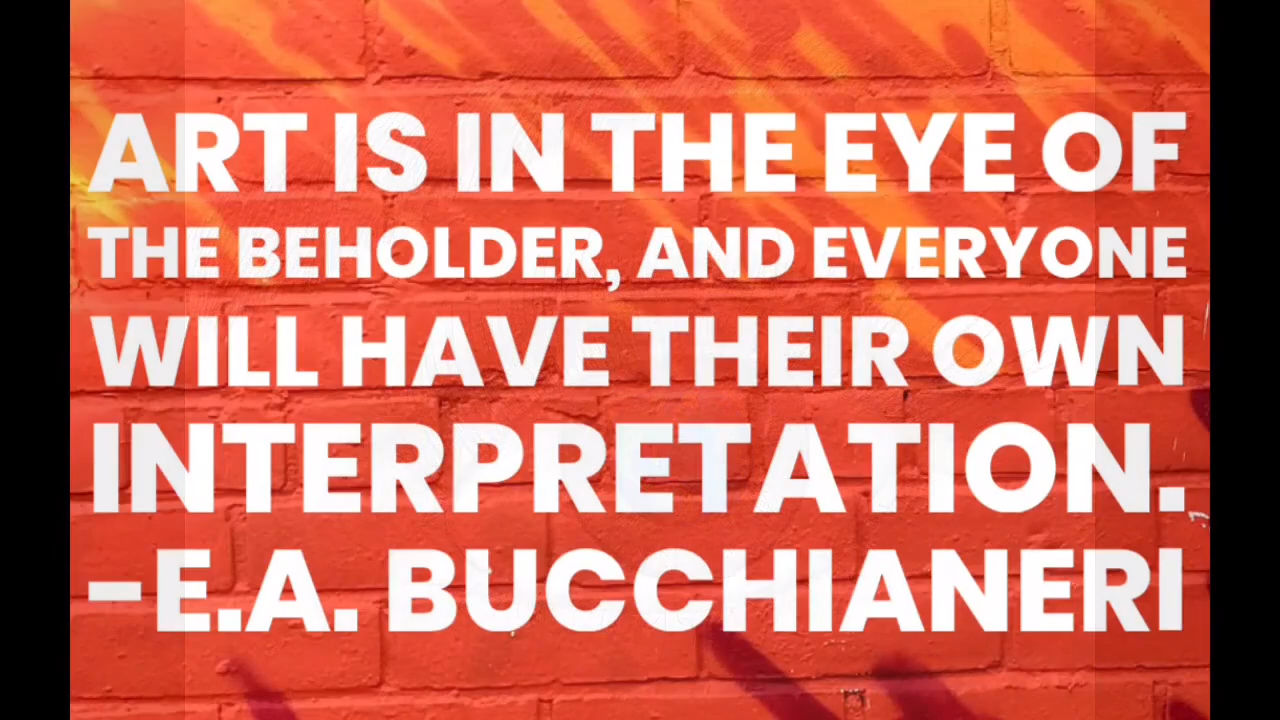 ART IS IN THE EYE OF
THE BEHOLDER, AND EVERYONE
WILL HAVE THEIR OWN
INTERPRETATION.
-E.A. BUCCHIANERI